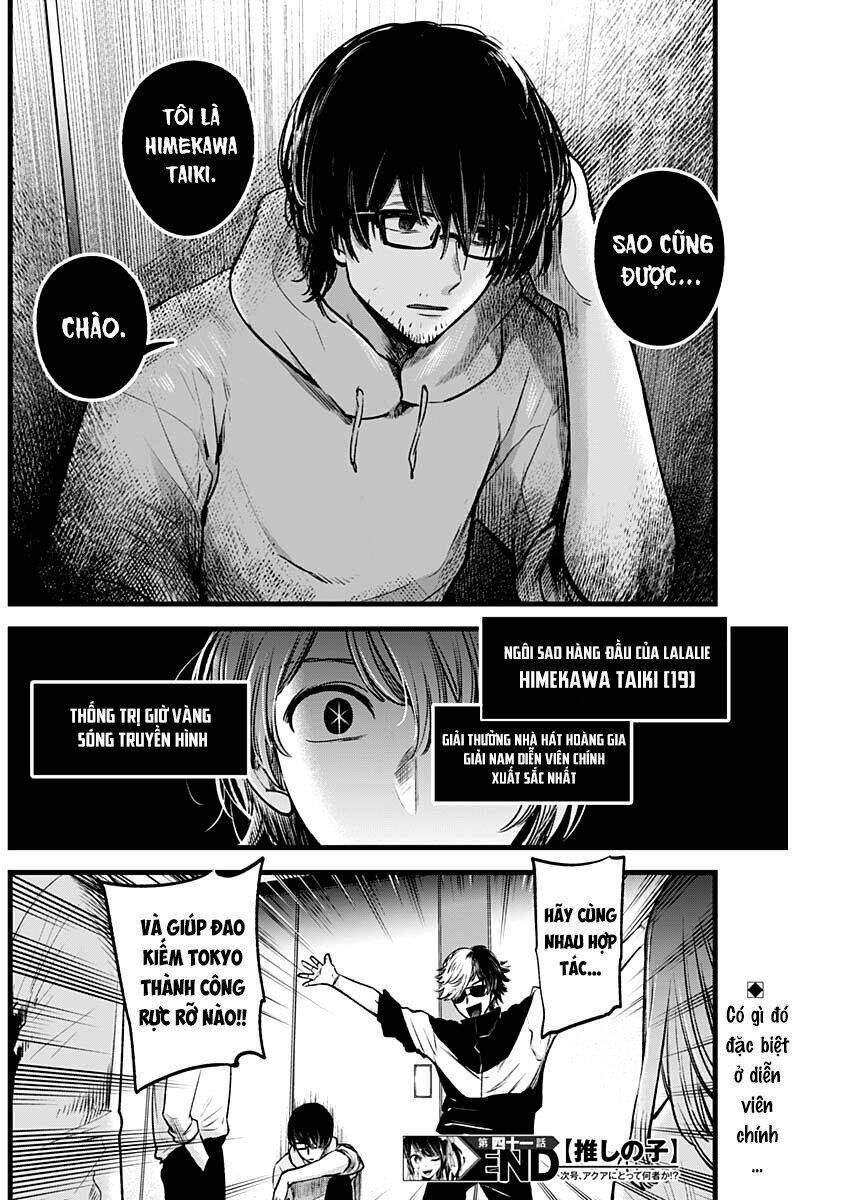 SAO CŨNG
ĐƯỢC...
TÔI LÀ
HIMEKAWA
TAIKI.
CHÀO.
NGÔI SAO HÀNG ĐẦU CỦA LALALIE
HIMEKAWA TAIKI (19)
GIẢI THƯỞNG NHÀ HÁT HOÀNG GIA
GIẢI NAM DIỄN VIÊN CHÍNH
XUẤT SẮC NHẤT
THỐNG TRỊ GIỜ VÀNG
SÓNG TRUYỀN HÌNH
HÃY CÙNG
NHAU HỢP
TÁC...
VÀ GIÚP ĐAO
KIẾM TOKYO
THÀNH CÔNG
RỰC RỠ NÀO!!
Có gì đó
đặc biệt
ở diễn
viên
chính
...
第四十一話
END
【推しの子】
次号、アクアにとって何者か!?